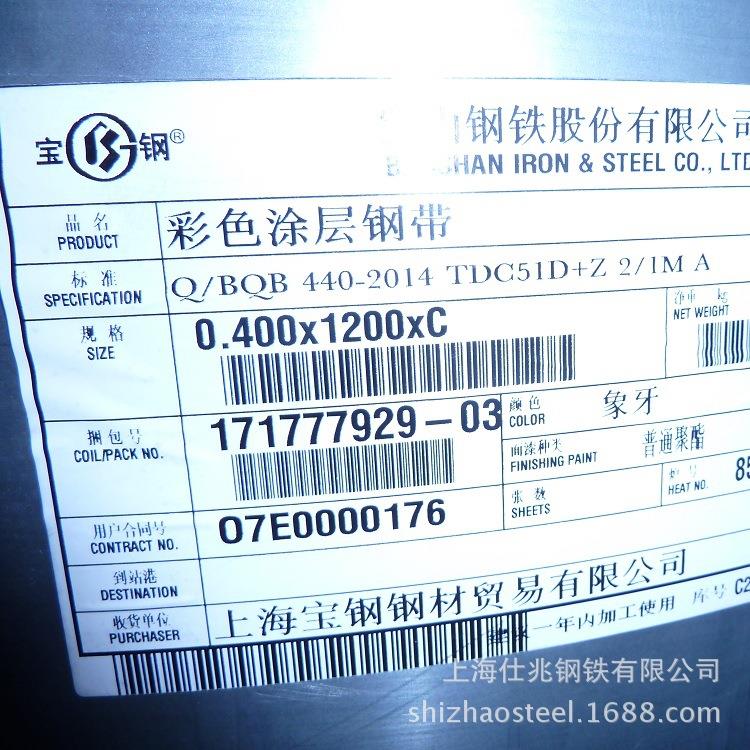 宝 钢®
钢铁股份有限公司
SHAN IRON & STEEL CO., LTD
品名
PRODUCT
彩色涂层钢带
标准
SPECIFICATION
Q/BQB 440-2014 TDC51D+Z 2/1M A
规格
SIZE
0.400x1200xC
净重 kg
NET WEIGHT
捆包号
COIL/PACK NO.
171777929-03
颜色
COLOR
象牙
面漆种类
FINISHING PAINT
普通聚酯
用户合同号
CONTRACT NO.
07E0000176
张数
SHEETS
炉号
HEAT NO.
85
到站港
DESTINATION
收货单位
PURCHASER
上海宝钢钢材贸易有限公司
一年内加工使用 库号 C2
上海仕兆钢铁有限公司
shizhaosteel.1688.com